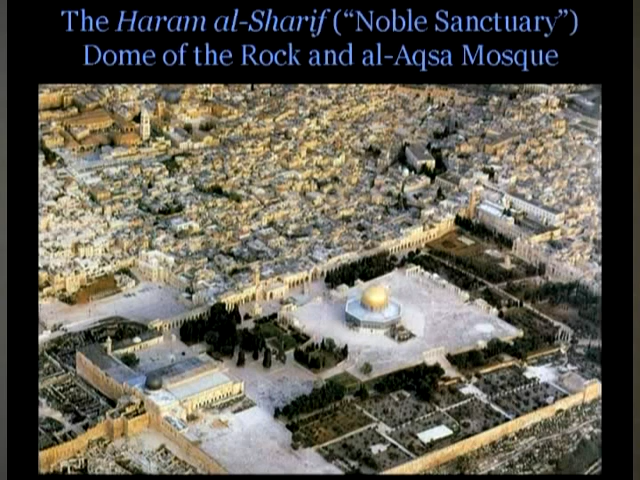 The Haram al-Sharif (“Noble Sanctuary”)
Dome of the Rock and al-Aqsa Mosque